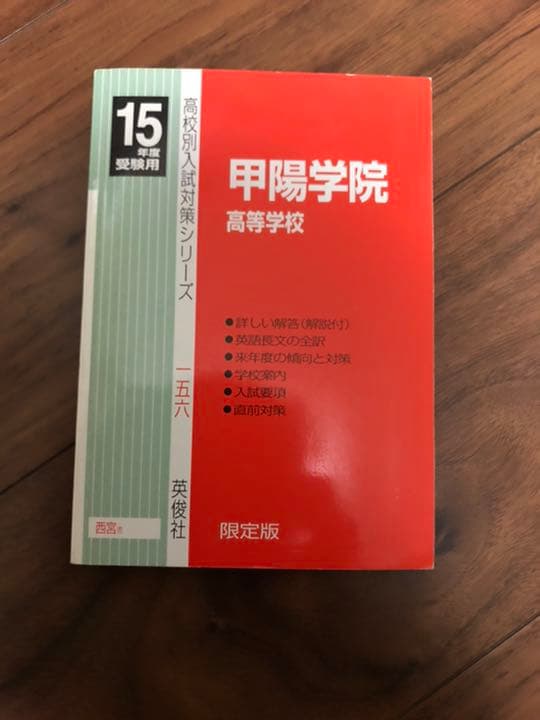 15
年度
受験用
高校別入試対策シリーズ
一五六
英俊社
西宮市
甲陽学院
高等学校
●詳しい解答(解説付)
●英語長文の全訳
●来年度の傾向と対策
●学校案内
●入試要項
●直前対策
限定版